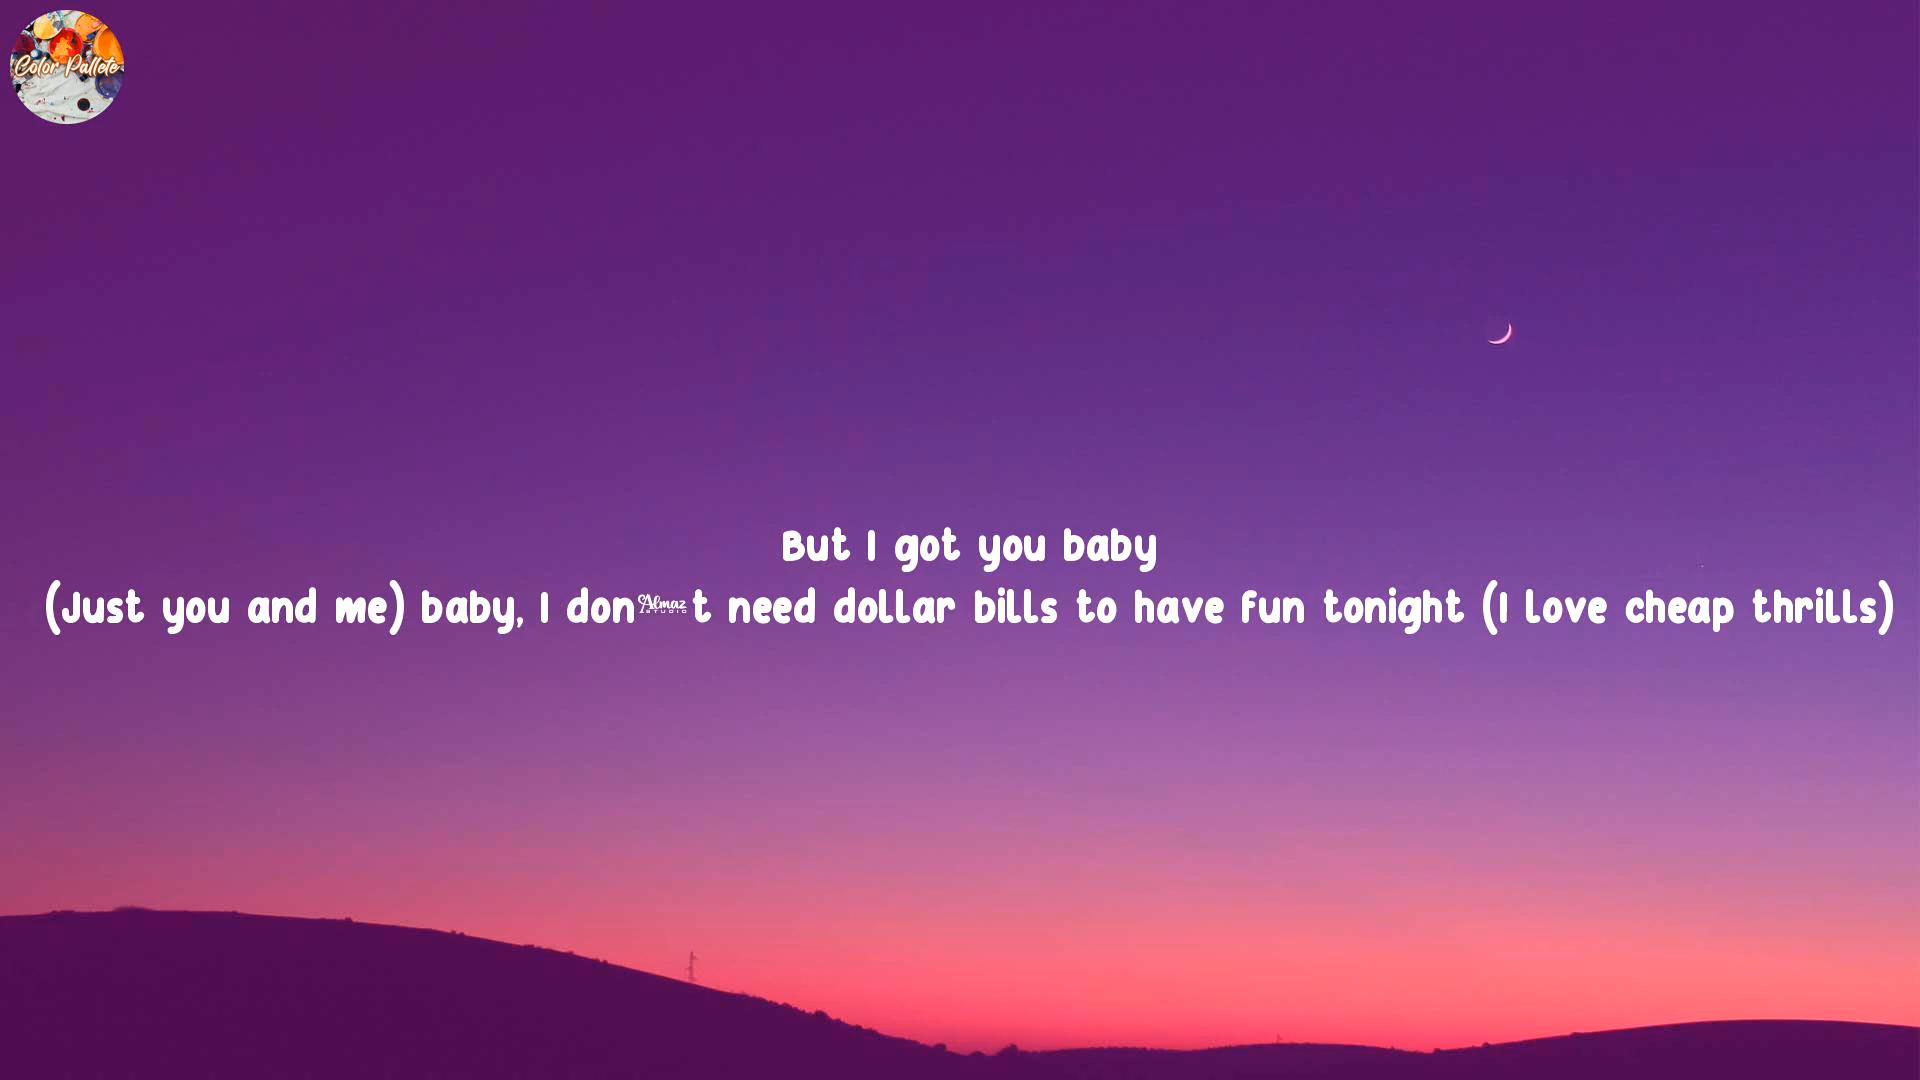 Color Pallete
But I got you baby
(Just you and me) baby, I don Almaz STUDIO t need dollar bills to have fun tonight (I love cheap thrills)